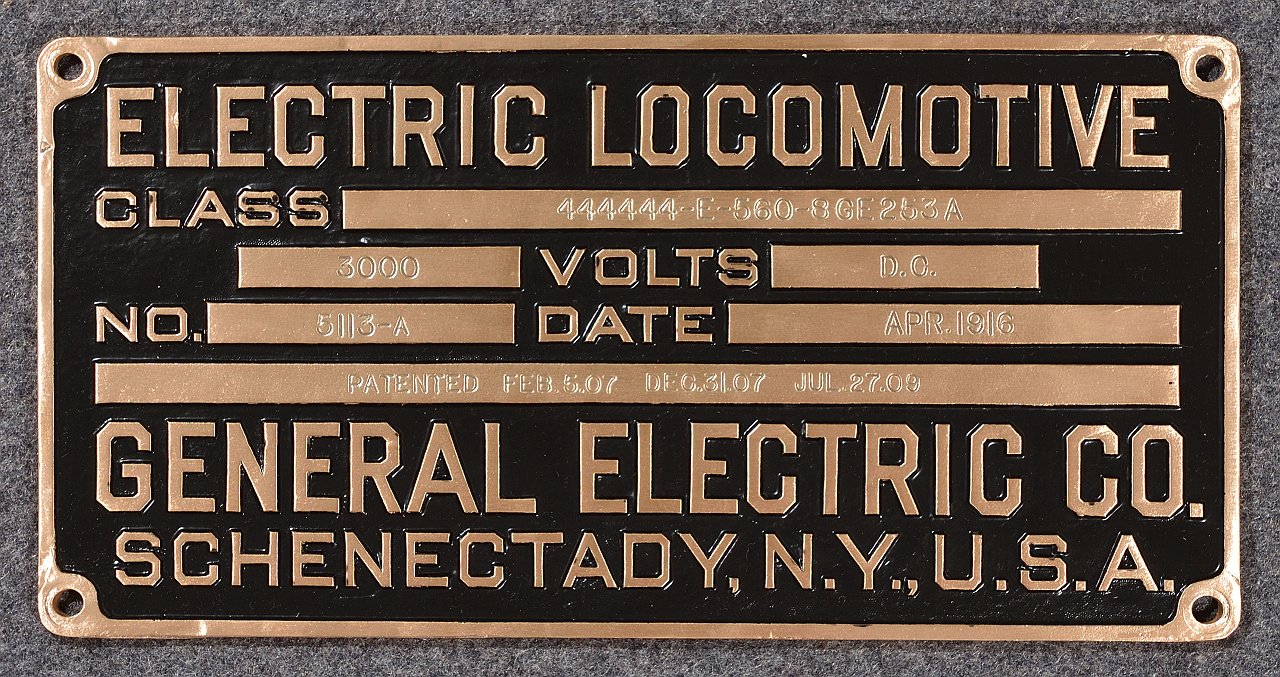 ELECTRIC LOCOMOTIVE
CLASS 444444-E-560-8GE253A
3000 VOLTS D.C.
NO. 5113-A DATE APR.1916
PATENTED FEB.5.07 DEC.31.07 JUL.27.09
GENERAL ELECTRIC CO.
SCHENECTADY, N.Y., U.S.A.